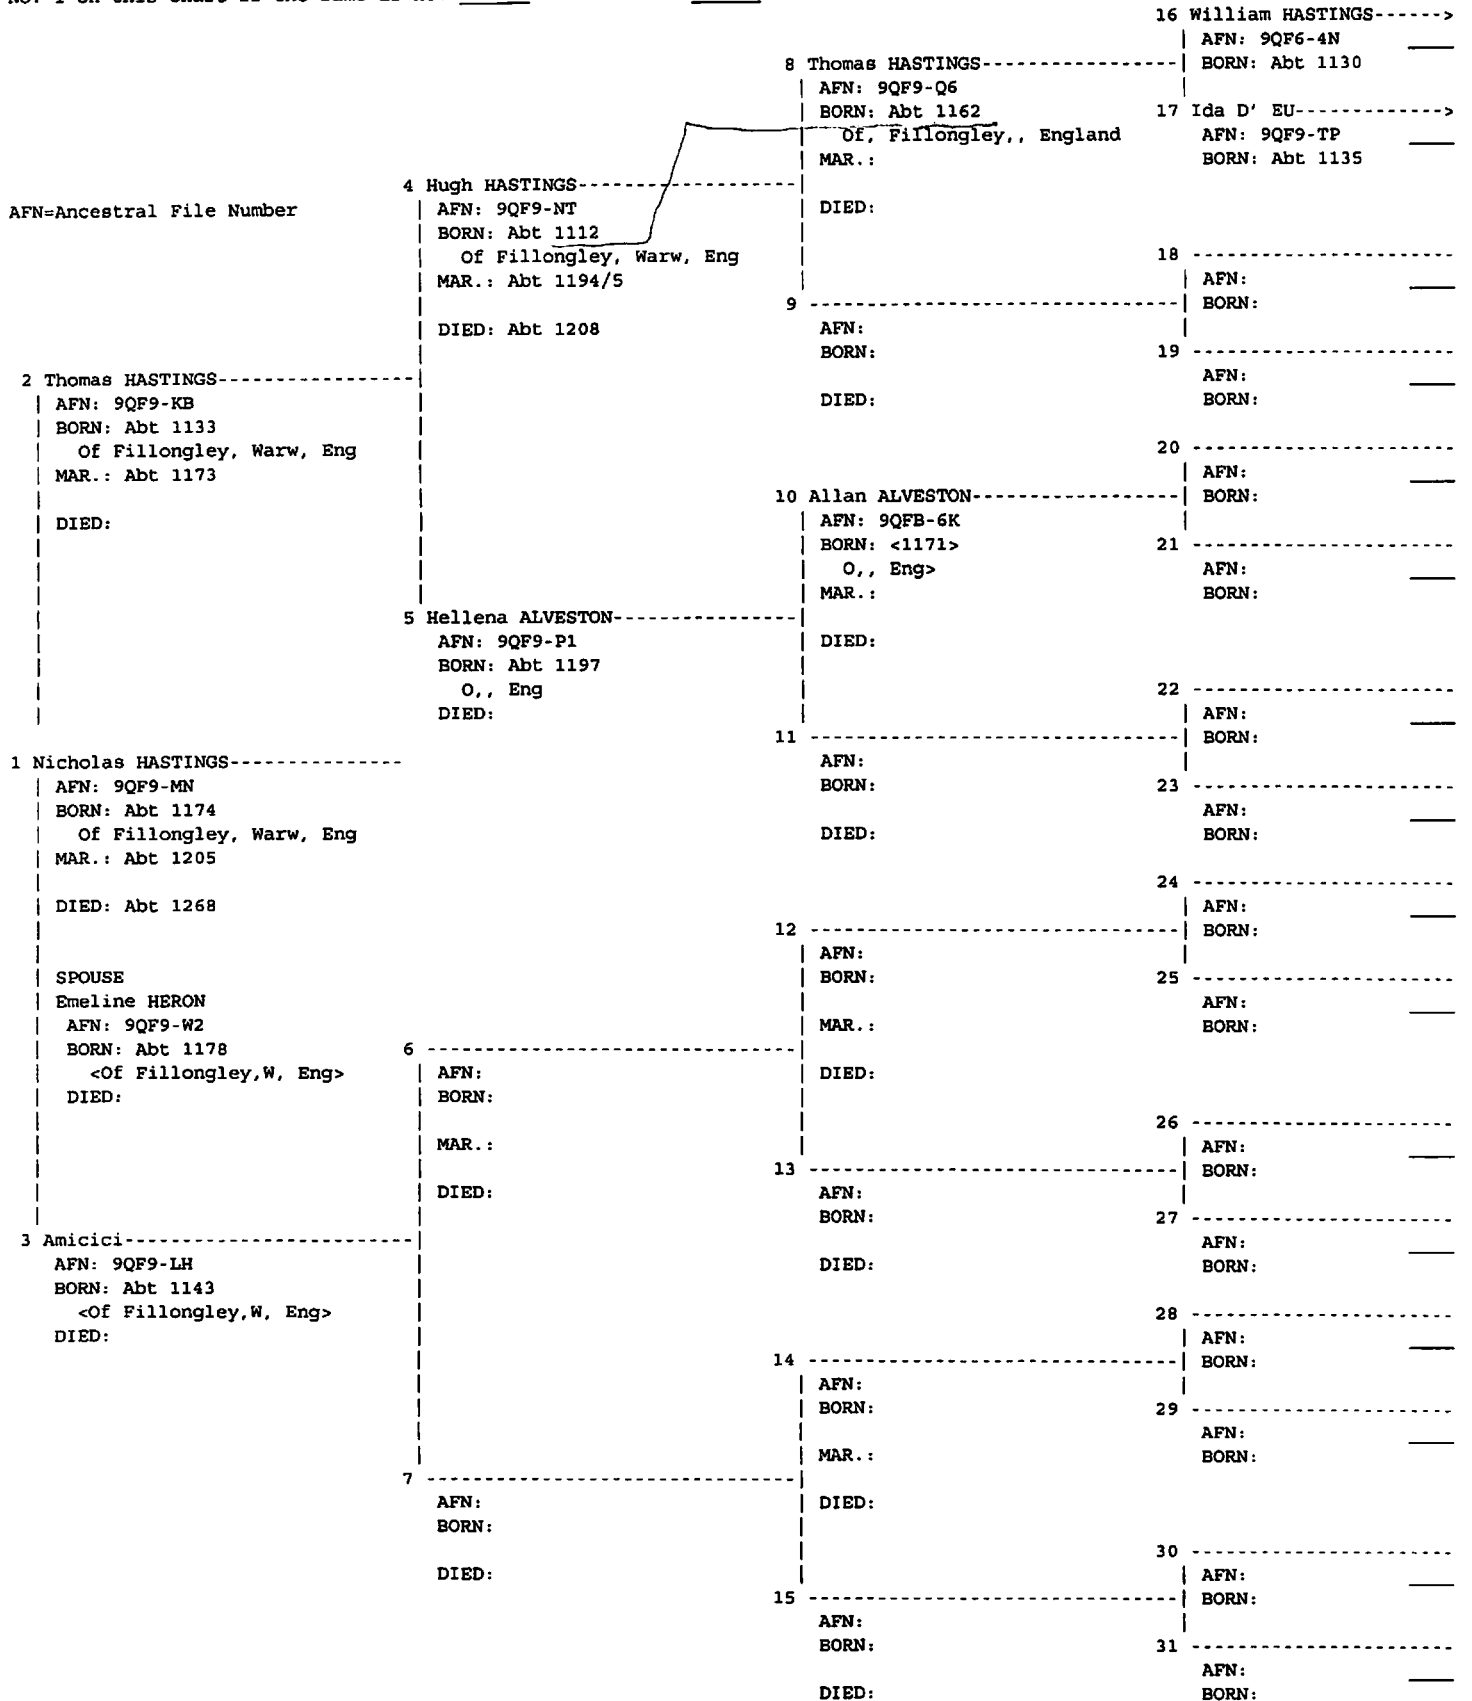 16 William HASTINGS------>
AFN: 9QF6-4N
BORN: Abt 1130
8 Thomas HASTINGS----------------
AFN: 9QF9-Q6
BORN: Abt 1162
Of, Fillongley,, England
MAR.:
DIED:
17 Ida D' EU------------->
AFN: 9QF9-TP
BORN: Abt 1135
4 Hugh HASTINGS------------------
AFN: 9QF9-NT
BORN: Abt 1112
Of Fillongley, Warw, Eng
MAR.: Abt 1194/5
DIED: Abt 1208
AFN=Ancestral File Number
18 ----------------------
AFN:
BORN:
9 -------------------------------
AFN:
BORN:
DIED:
19 ----------------------
AFN:
BORN:
2 Thomas HASTINGS-----------------
AFN: 9QF9-KB
BORN: Abt 1133
Of Fillongley, Warw, Eng
MAR.: Abt 1173
DIED:
20 ----------------------
AFN:
BORN:
10 Allan ALVESTON-----------------
AFN: 9QFB-6K
BORN: <1171>
O,, Eng>
MAR.:
DIED:
21 ----------------------
AFN:
BORN:
5 Hellena ALVESTON---------------
AFN: 9QF9-P1
BORN: Abt 1197
O,, Eng
DIED:
22 ----------------------
AFN:
BORN:
11 -------------------------------
AFN:
BORN:
DIED:
23 ----------------------
AFN:
BORN:
1 Nicholas HASTINGS--------------
AFN: 9QF9-MN
BORN: Abt 1174
Of Fillongley, Warw, Eng
MAR.: Abt 1205
DIED: Abt 1268
SPOUSE
Emeline HERON
AFN: 9QF9-W2
BORN: Abt 1178
<Of Fillongley,W, Eng>
DIED:
24 ----------------------
AFN:
BORN:
12 -------------------------------
AFN:
BORN:
MAR.:
DIED:
25 ----------------------
AFN:
BORN:
6 -------------------------------
AFN:
BORN:
MAR.:
DIED:
26 ----------------------
AFN:
BORN:
13 -------------------------------
AFN:
BORN:
DIED:
27 ----------------------
AFN:
BORN:
3 Amicici------------------------
AFN: 9QF9-LH
BORN: Abt 1143
<Of Fillongley,W, Eng>
DIED:
28 ----------------------
AFN:
BORN:
14 -------------------------------
AFN:
BORN:
MAR.:
DIED:
29 ----------------------
AFN:
BORN:
7 -------------------------------
AFN:
BORN:
DIED:
30 ----------------------
AFN:
BORN:
15 -------------------------------
AFN:
BORN:
DIED:
31 ----------------------
AFN:
BORN: